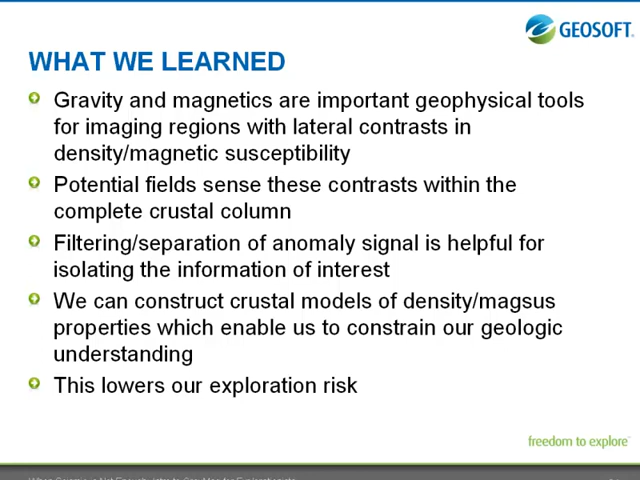 GEOSOFT.
WHAT WE LEARNED
Gravity and magnetics are important geophysical tools
for imaging regions with lateral contrasts in
density/magnetic susceptibility
Potential fields sense these contrasts within the
complete crustal column
Filtering/separation of anomaly signal is helpful for
isolating the information of interest
We can construct crustal models of density/magsus
properties which enable us to constrain our geologic
understanding
This lowers our exploration risk
freedom to explore